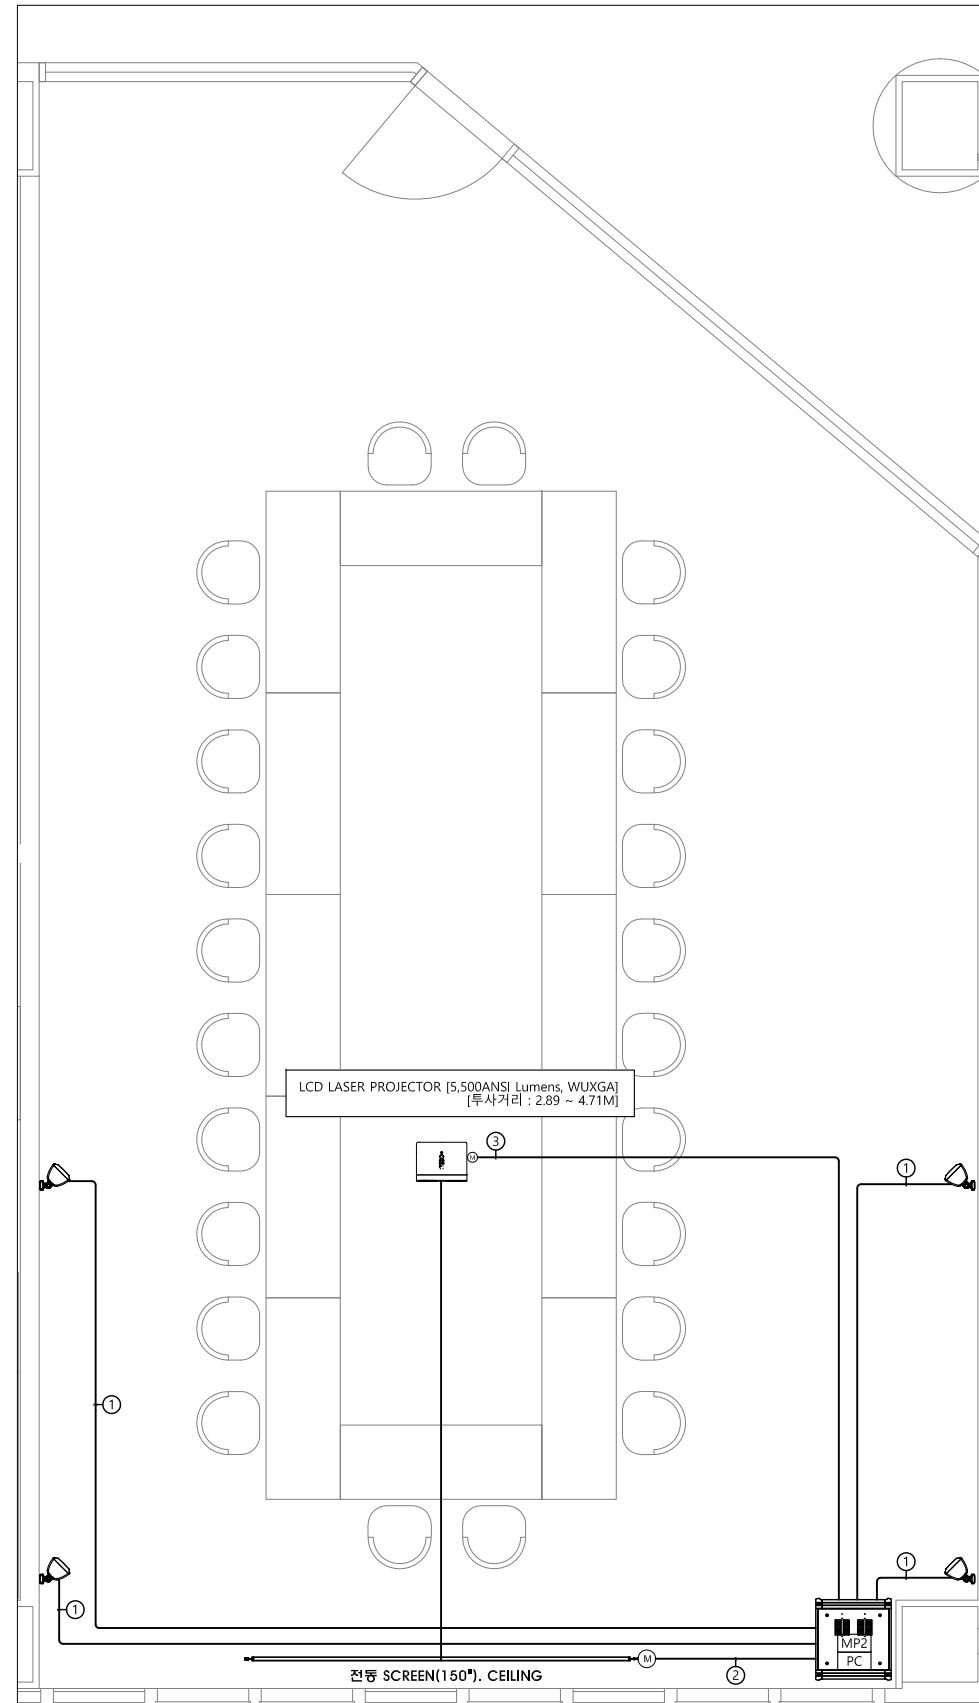 LCD LASER PROJECTOR [5,500ANSI Lumens, WUXGA]
[투사거리 : 2.89 ~ 4.71M]
M
3
1
1
1
1
1
MP2
PC
M
2
전동 SCREEN(150"). CEILING